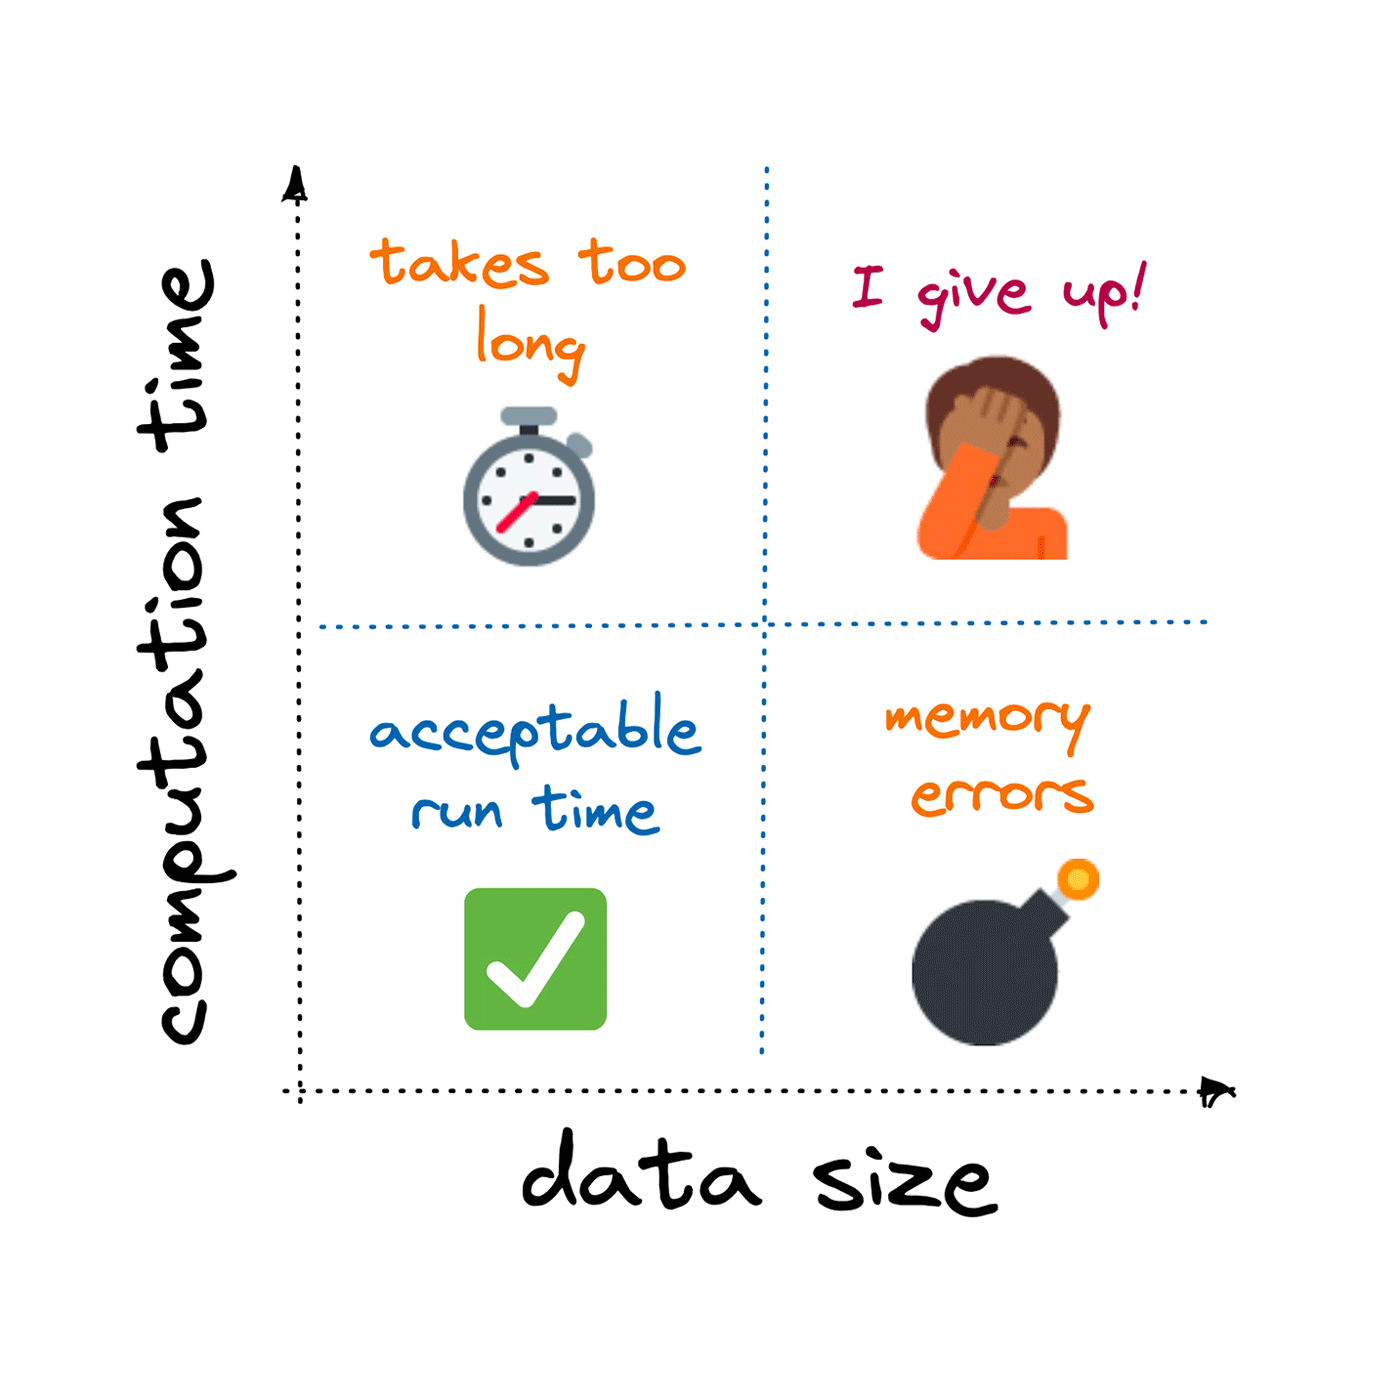 takes too
long
I give up!
acceptable
run time
memory
errors
computation time
data size